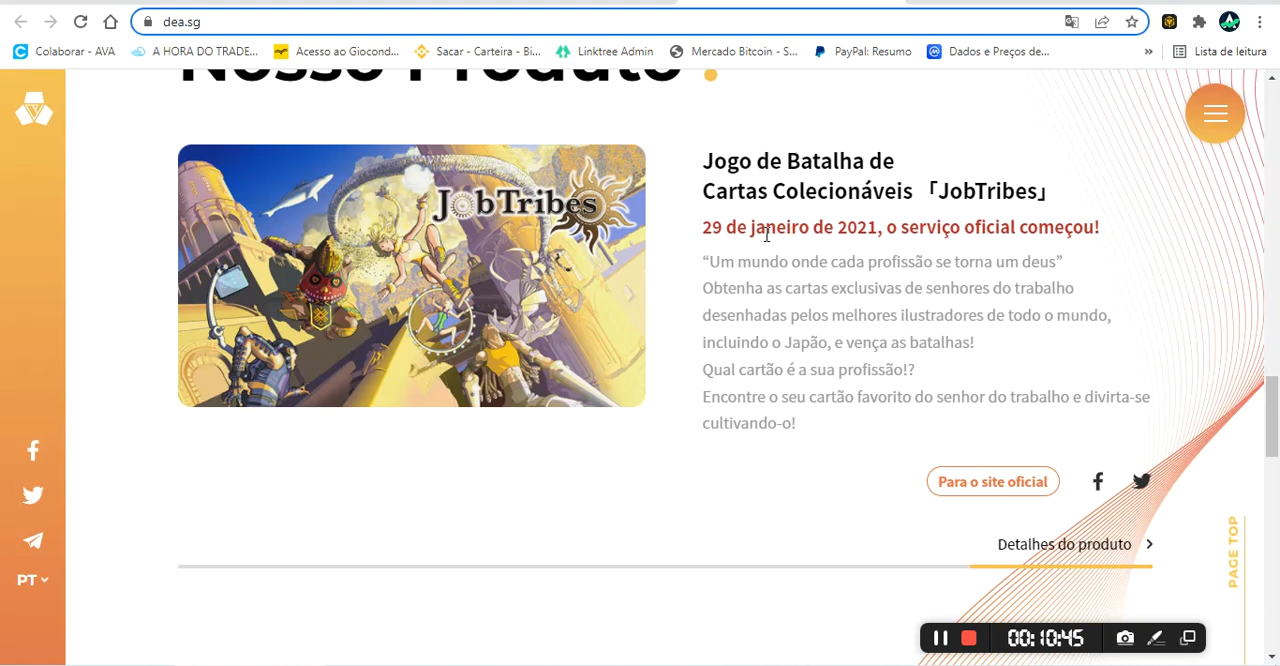 dea.sg
Colaborar - AVA
A HORA DO TRADE...
Acesso ao Giocond...
Sacar - Carteira - Bi...
Linktree Admin
Mercado Bitcoin - S...
PayPal: Resumo
Dados e Preços de...
»
Lista de leitura
Nosso Produto
JobTribes
Jogo de Batalha de
Cartas Colecionáveis 「JobTribes」
29 de janeiro de 2021, o serviço oficial começou!
“Um mundo onde cada profissão se torna um deus”
Obtenha as cartas exclusivas de senhores do trabalho
desenhadas pelos melhores ilustradores de todo o mundo,
incluindo o Japão, e vença as batalhas!
Qual cartão é a sua profissão!?
Encontre o seu cartão favorito do senhor do trabalho e divirta-se
cultivando-o!
Para o site oficial
Detalhes do produto
PT
PAGE TOP
00:10:45